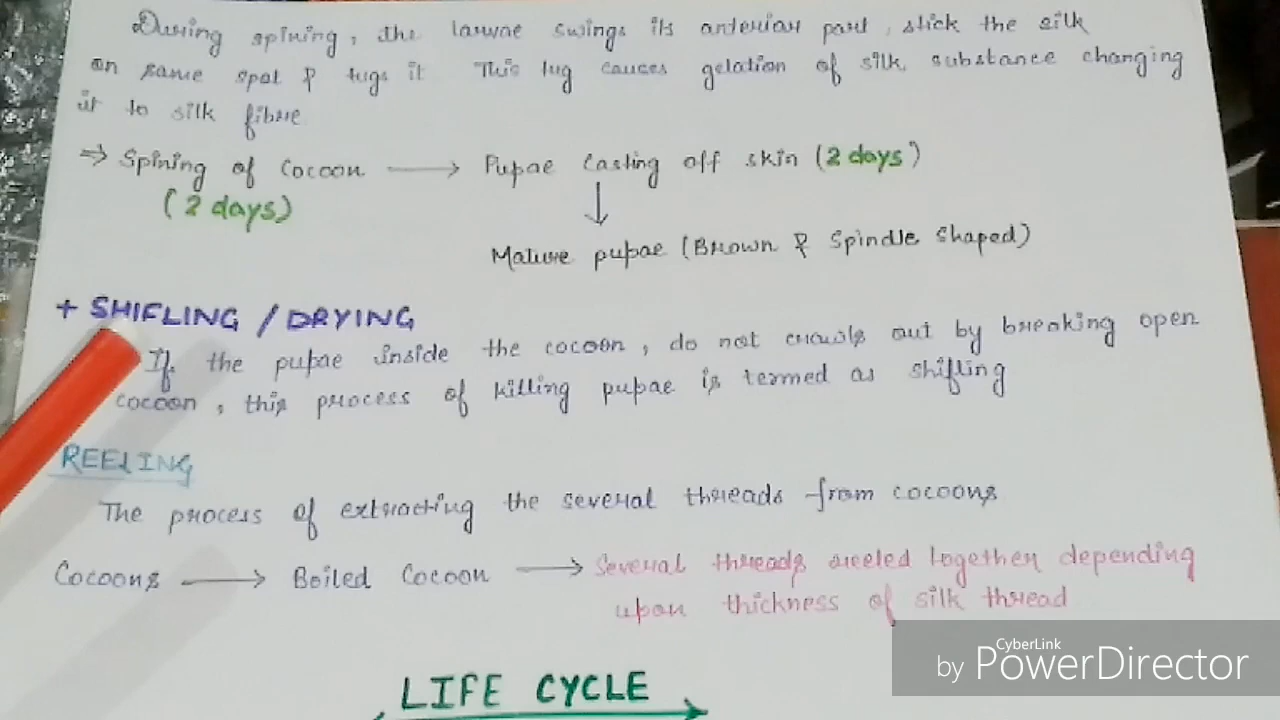 During spining, the larvae swings its anterior part, stick the silk
on same spot & tugs it This tug causes gelation of silk substance changing
it to silk fibre
⇒ Spining of Cocoon → Pupae Casting off skin (2 days)
(2 days)
↓
Mature pupae (Brown & Spindle shaped)
+ SHIFLING / DRYING
If the pupae inside the cocoon, do not crawls out by breaking open
cocoon, this process of killing pupae is termed as shifling
REELING
The process of extracting the several threads from cocoons
Cocoons → Boiled Cocoon → Several threads reeled together depending
upon thickness of silk thread
LIFE CYCLE
CyberLink
by PowerDirector